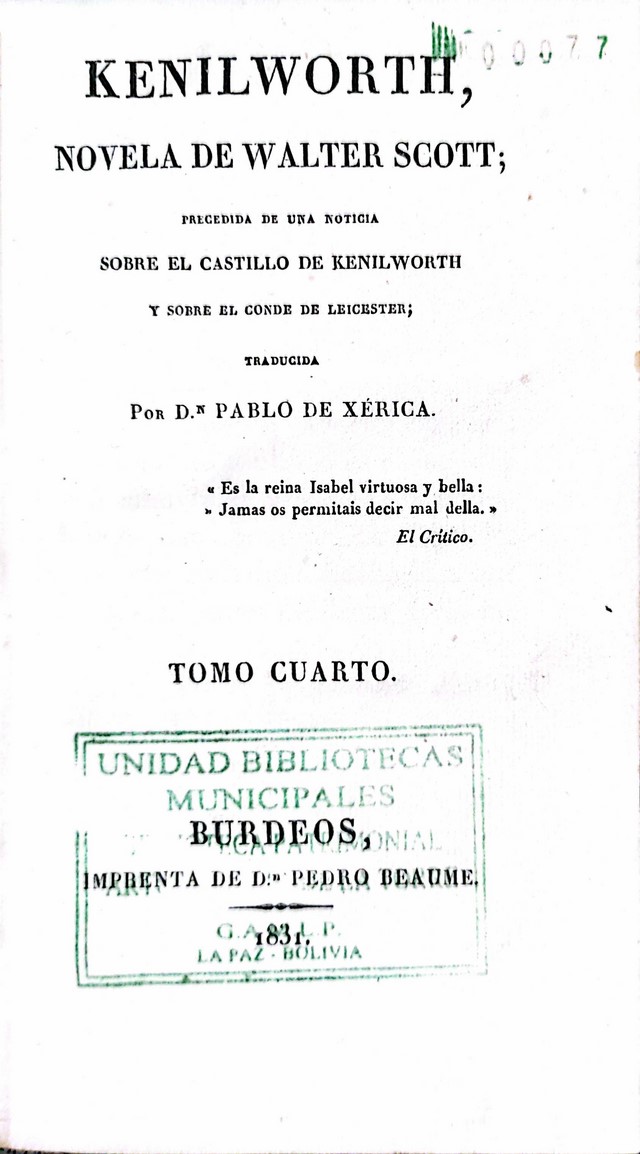 00077
KENILWORTH,
NOVELA DE WALTER SCOTT;
PRECEDIDA DE UNA NOTICIA
SOBRE EL CASTILLO DE KENILWORTH
Y SOBRE EL CONDE DE LEICESTER;
TRADUCIDA
POR D.N PABLO DE XÉRICA.
« Es la reina Isabel virtuosa y bella :
» Jamas os permitais decir mal della. »
El Crítico.
TOMO CUARTO.
UNIDAD BIBLIOTECAS
MUNICIPALES
BURDEOS,
IMPRENTA DE D.N PEDRO BEAUME.
1831.
LA PAZ - BOLIVIA